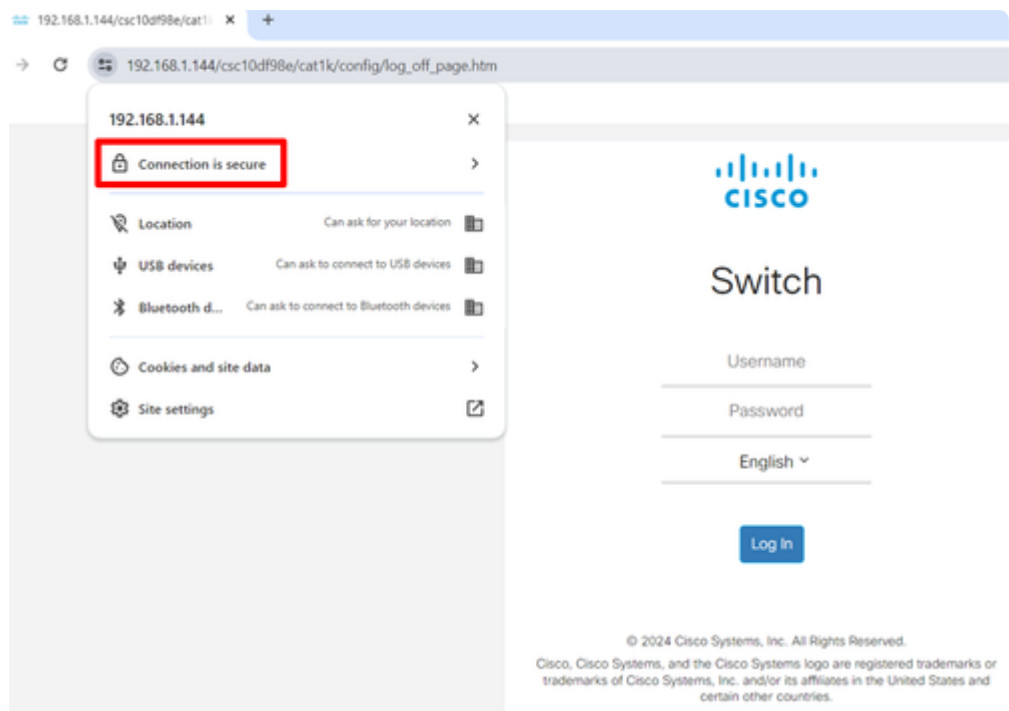 192.168.1.144/csc10df98e/cat1
192.168.1.144/csc10df98e/cat1k/config/log_off_page.htm
192.168.1.144
Connection is secure
Location Can ask for your location
USB devices Can ask to connect to USB devices
Bluetooth d... Can ask to connect to Bluetooth devices
Cookies and site data
Site settings
CISCO
Switch
Username
Password
English
Log In
© 2024 Cisco Systems, Inc. All Rights Reserved.
Cisco, Cisco Systems, and the Cisco Systems logo are registered trademarks or
trademarks of Cisco Systems, Inc. and/or its affiliates in the United States and
certain other countries.